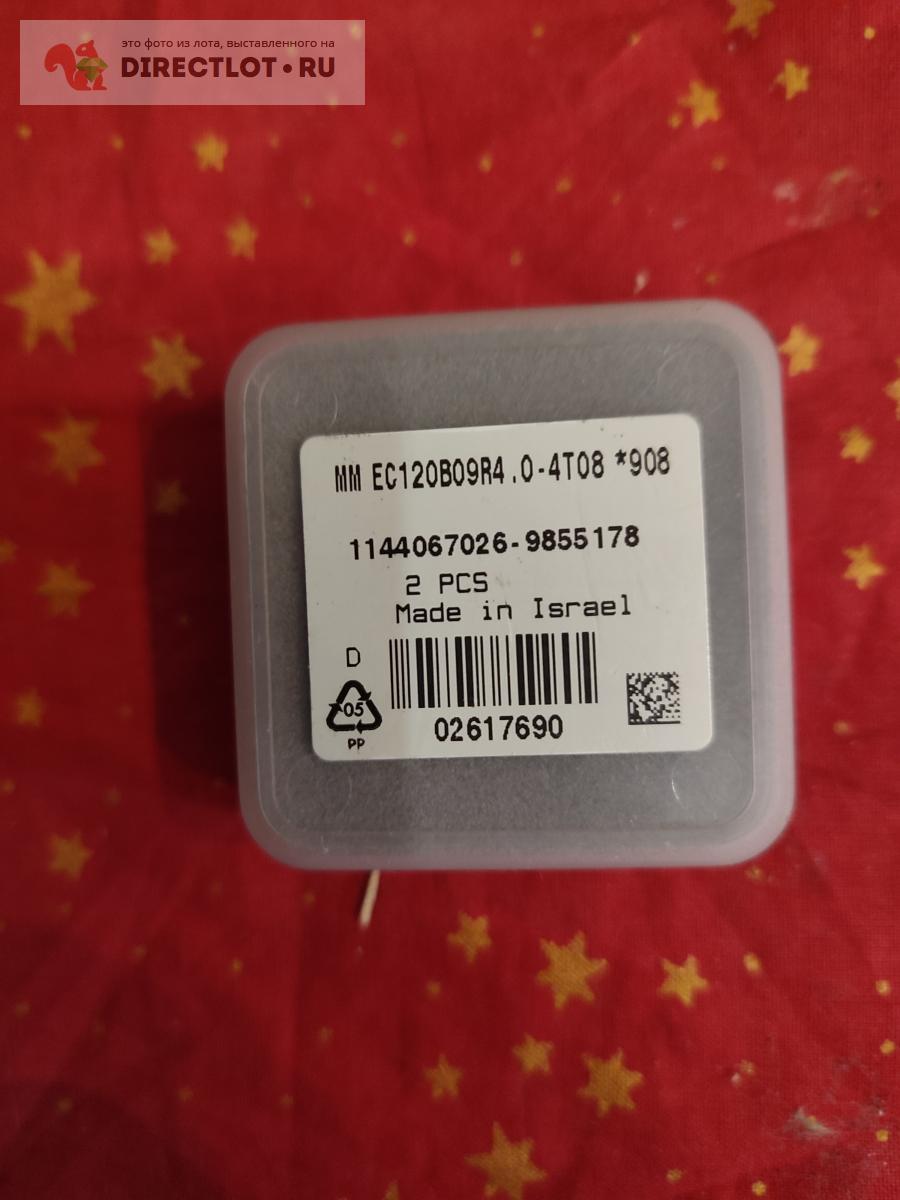 это фото из лота, выставленного на
DIRECTLOT•RU
MM EC120B09R4.0-4T08 *908
1144067026-9855178
2 PCS
Made in Israel
D
05
PP
02617690